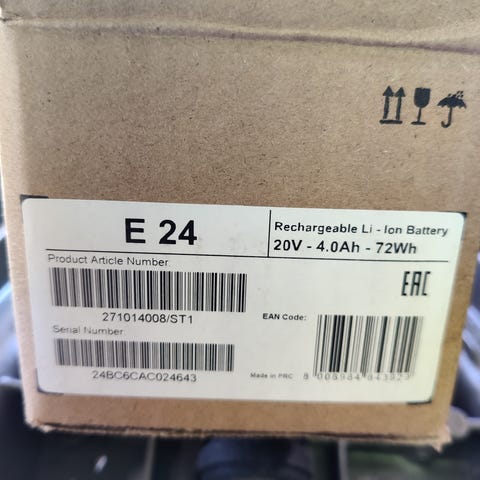 E 24
Rechargeable Li - Ion Battery
20V - 4.0Ah - 72Wh
Product Article Number:
271014008/ST1
EAC
Serial Number
24BC6CAC024643
EAN Code:
Made in PRC